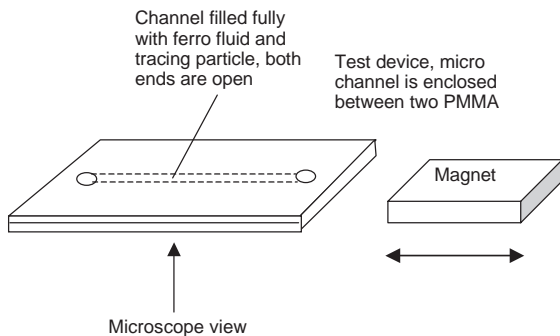 Channel filled fully
with ferro fluid and
tracing particle, both
ends are open
Test device, micro
channel is enclosed
between two PMMA
Magnet
Microscope view